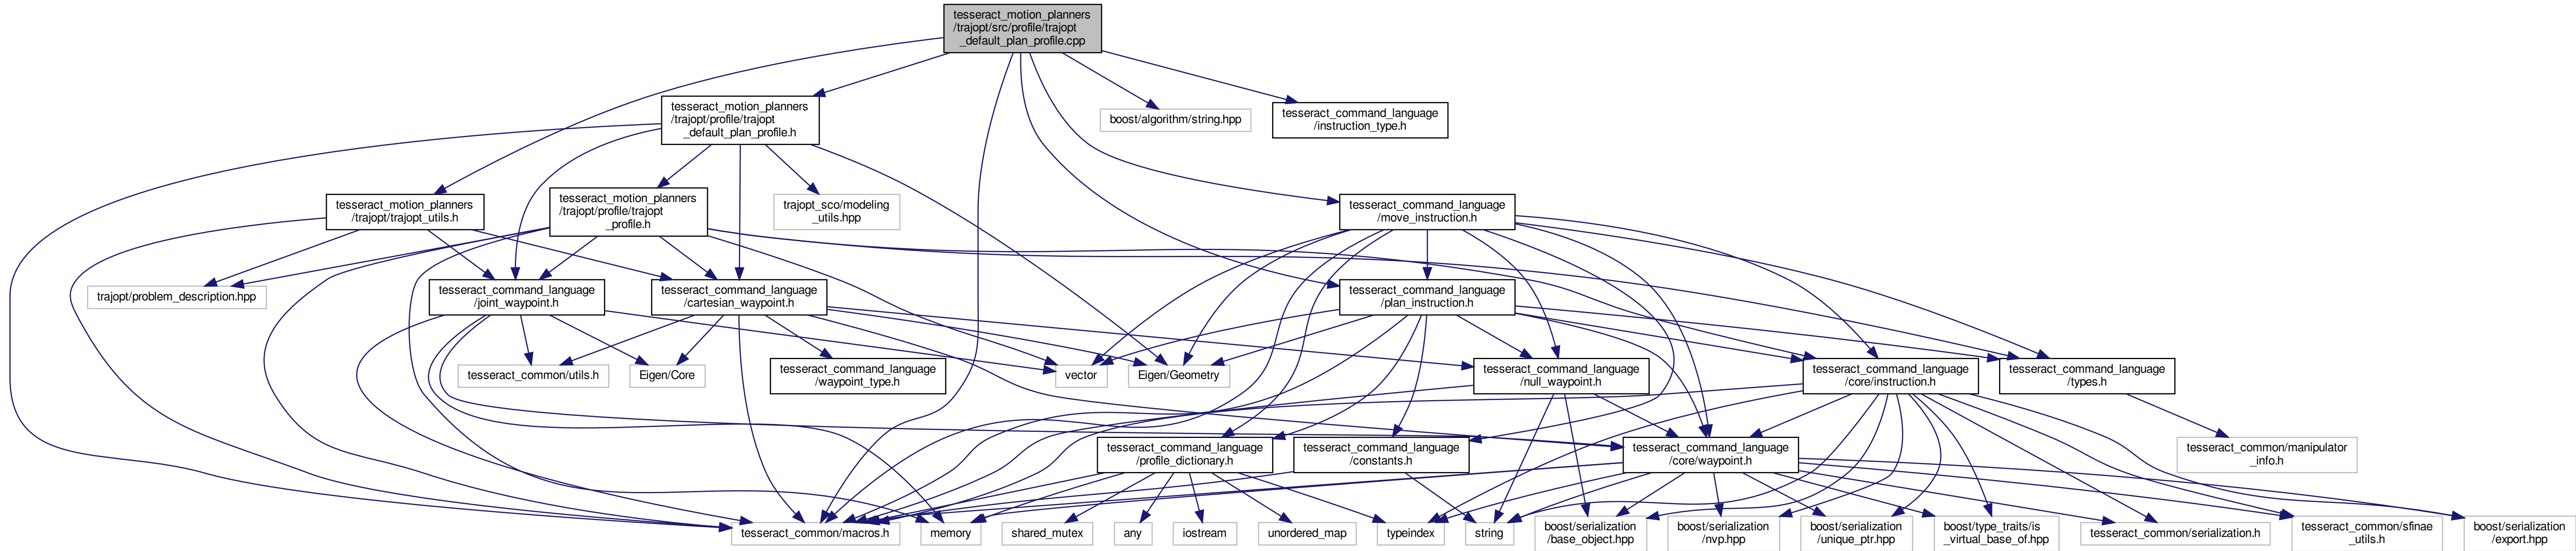 tesseract_motion_planners
/trajopt/src/profile/trajopt
_default_plan_profile.cpp
tesseract_motion_planners
/trajopt/profile/trajopt
_default_plan_profile.h
boost/algorithm/string.hpp
tesseract_command_language
/instruction_type.h
tesseract_motion_planners
/trajopt/trajopt_utils.h
tesseract_motion_planners
/trajopt/profile/trajopt
_profile.h
trajopt_sco/modeling
_utils.hpp
tesseract_command_language
/move_instruction.h
trajopt/problem_description.hpp
tesseract_command_language
/joint_waypoint.h
tesseract_command_language
/cartesian_waypoint.h
tesseract_command_language
/plan_instruction.h
tesseract_common/utils.h
Eigen/Core
tesseract_command_language
/waypoint_type.h
vector
Eigen/Geometry
tesseract_command_language
/null_waypoint.h
tesseract_command_language
/core/instruction.h
tesseract_command_language
/types.h
tesseract_command_language
/profile_dictionary.h
tesseract_command_language
/constants.h
tesseract_command_language
/core/waypoint.h
tesseract_common/manipulator
_info.h
tesseract_common/macros.h
memory
shared_mutex
any
iostream
unordered_map
typeindex
string
boost/serialization
/base_object.hpp
boost/serialization
/nvp.hpp
boost/serialization
/unique_ptr.hpp
boost/type_traits/is
_virtual_base_of.hpp
tesseract_common/serialization.h
tesseract_common/sfinae
_utils.h
boost/serialization
/export.hpp